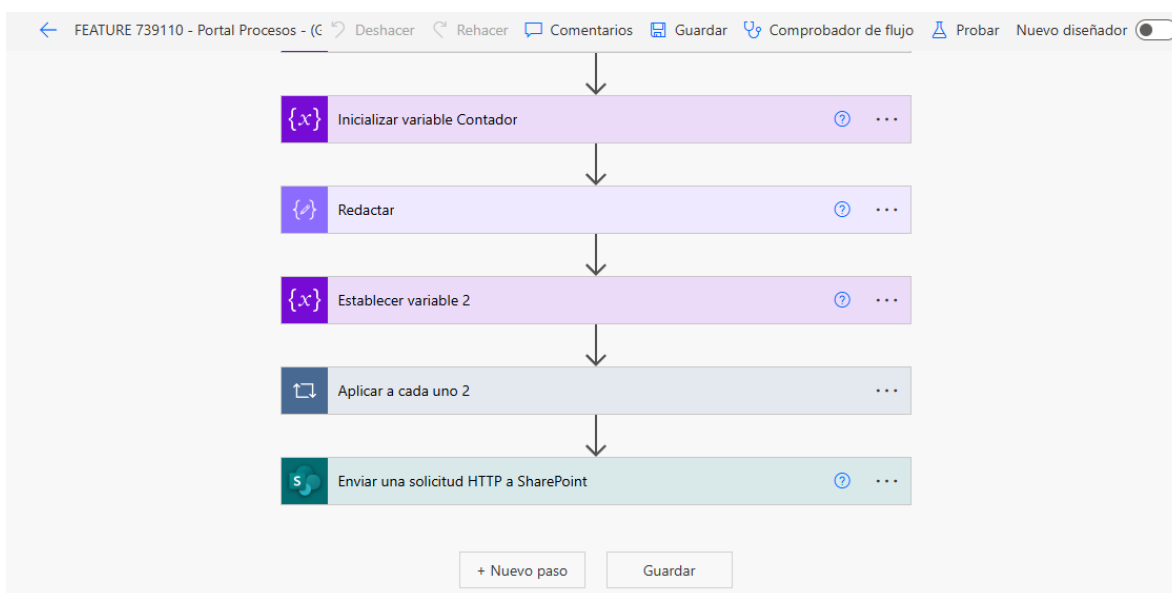 FEATURE 739110 - Portal Procesos - (G Deshacer Rehacer Comentarios Guardar Comprobador de flujo Probar Nuevo diseñador
{x} Inicializar variable Contador
Redactar
{x} Establecer variable 2
Aplicar a cada uno 2
S Enviar una solicitud HTTP a SharePoint
+ Nuevo paso Guardar